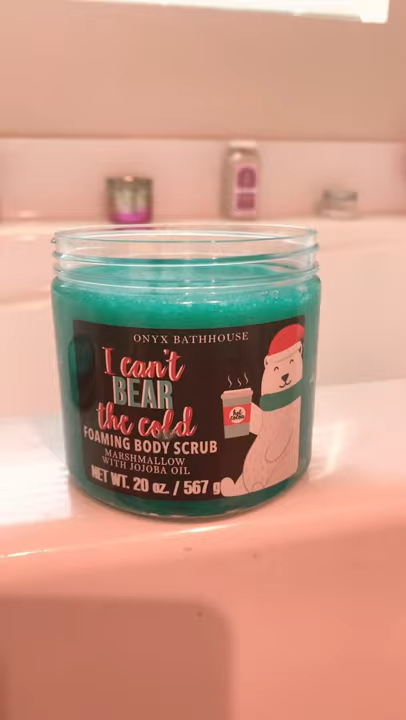 ONYX BATHHOUSE
I can't
BEAR
the cold
FOAMING BODY SCRUB
MARSHMALLOW
WITH JOJOBA OIL
NET WT. 20 oz. / 567 g
hot
cocoa